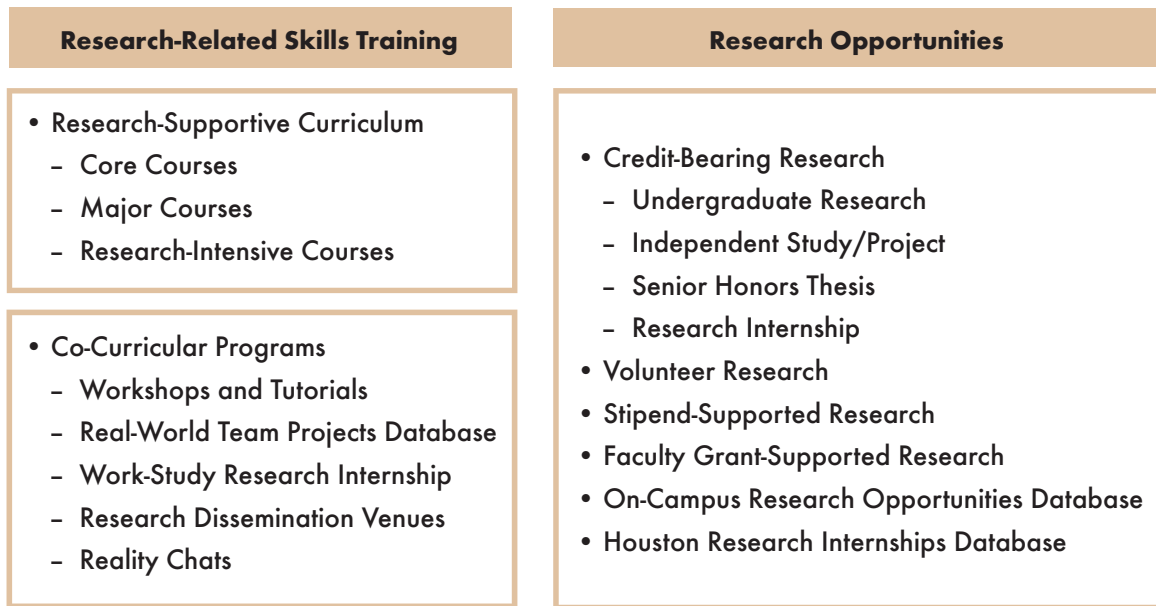 Research-Related Skills Training
• Research-Supportive Curriculum
– Core Courses
– Major Courses
– Research-Intensive Courses
• Co-Curricular Programs
– Workshops and Tutorials
– Real-World Team Projects Database
– Work-Study Research Internship
– Research Dissemination Venues
– Reality Chats
Research Opportunities
• Credit-Bearing Research
– Undergraduate Research
– Independent Study/Project
– Senior Honors Thesis
– Research Internship
• Volunteer Research
• Stipend-Supported Research
• Faculty Grant-Supported Research
• On-Campus Research Opportunities Database
• Houston Research Internships Database